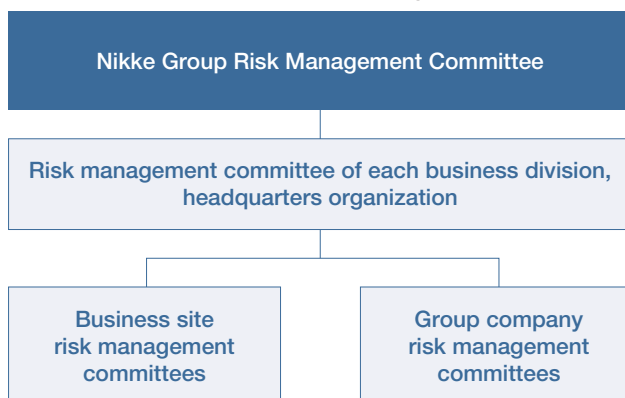 Nikke Group Risk Management Committee
Risk management committee of each business division,
headquarters organization
Business site
risk management
committees
Group company
risk management
committees